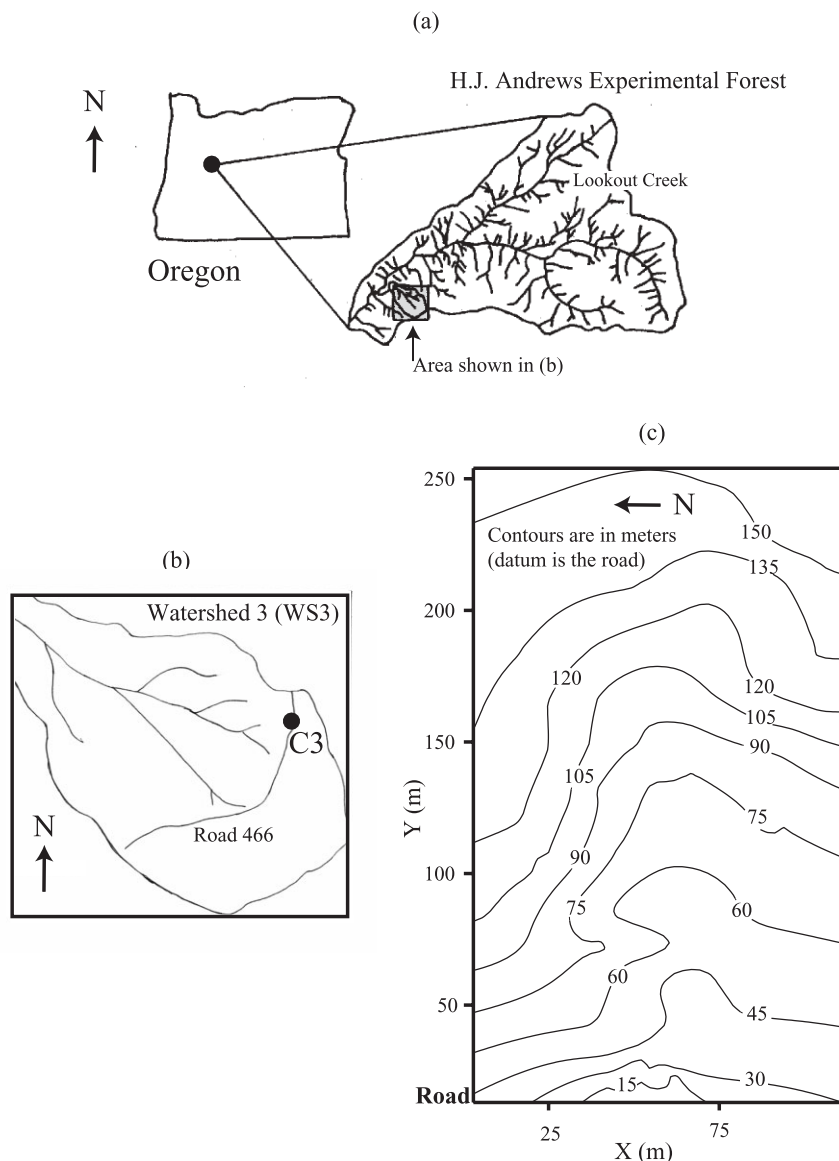 (a)
H.J. Andrews Experimental Forest
N
Lookout Creek
Oregon
Area shown in (b)
(b)
Watershed 3 (WS3)
C3
Road 466
N
(c)
250
200
150
100
50
Y (m)
Road
N
Contours are in meters
(datum is the road)
150
135
120
120
105
105
90
90
75
75
60
60
45
30
15
25
75
X (m)